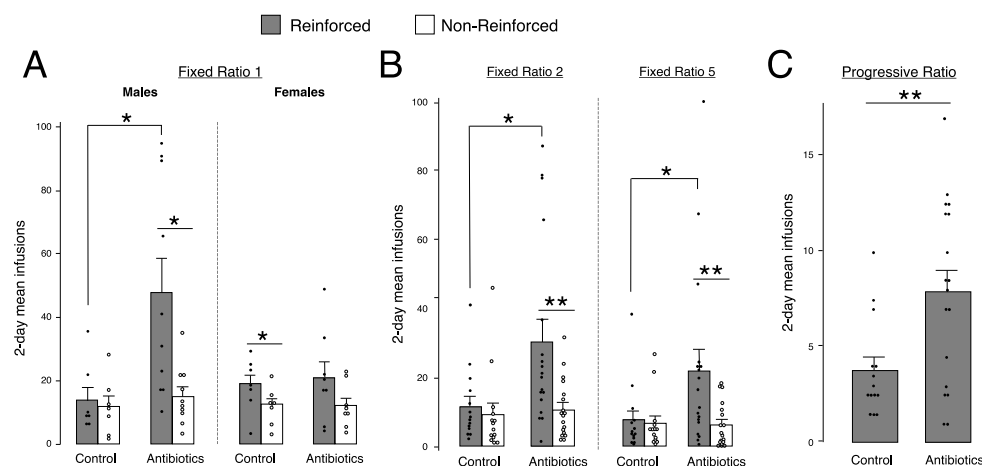 Reinforced Non-Reinforced
A
Fixed Ratio 1
Males Females
2-day mean infusions
100
80
60
40
20
0
*
*
*
Control Antibiotics Control Antibiotics
B
Fixed Ratio 2 Fixed Ratio 5
2-day mean infusions
100
80
60
40
20
0
*
**
*
**
Control Antibiotics Control Antibiotics
C
Progressive Ratio
**
2-day mean infusions
15
10
5
0
Control Antibiotics